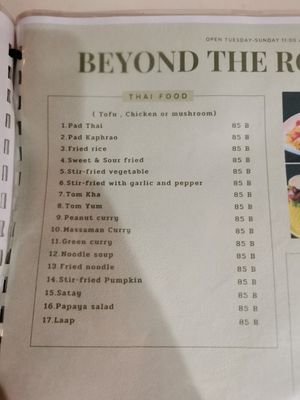 OPEN TUESDAY-SUNDAY 11:00
BEYOND THE
THAI FOOD
( Tofu , Chicken or mushroom)
1.Pad Thai 85 B
2.Pad Kaphrao 85 B
3.Fried rice 85 B
4.Sweet & Sour fried 85 B
5.Stir-fried vegetable 85 B
6.Stir-fried with garlic and pepper 85 B
7.Tom Kha 85 B
8.Tom Yum 85 B
9.Peanut curry 85 B
10.Massaman Curry 85 B
11.Green curry 85 B
12.Noodle soup 85 B
13.Fried noodle 85 B
14.Stir-fried Pumpkin 85 B
15.Satay 85 B
16.Papaya salad 85 B
17.Laap 85 B